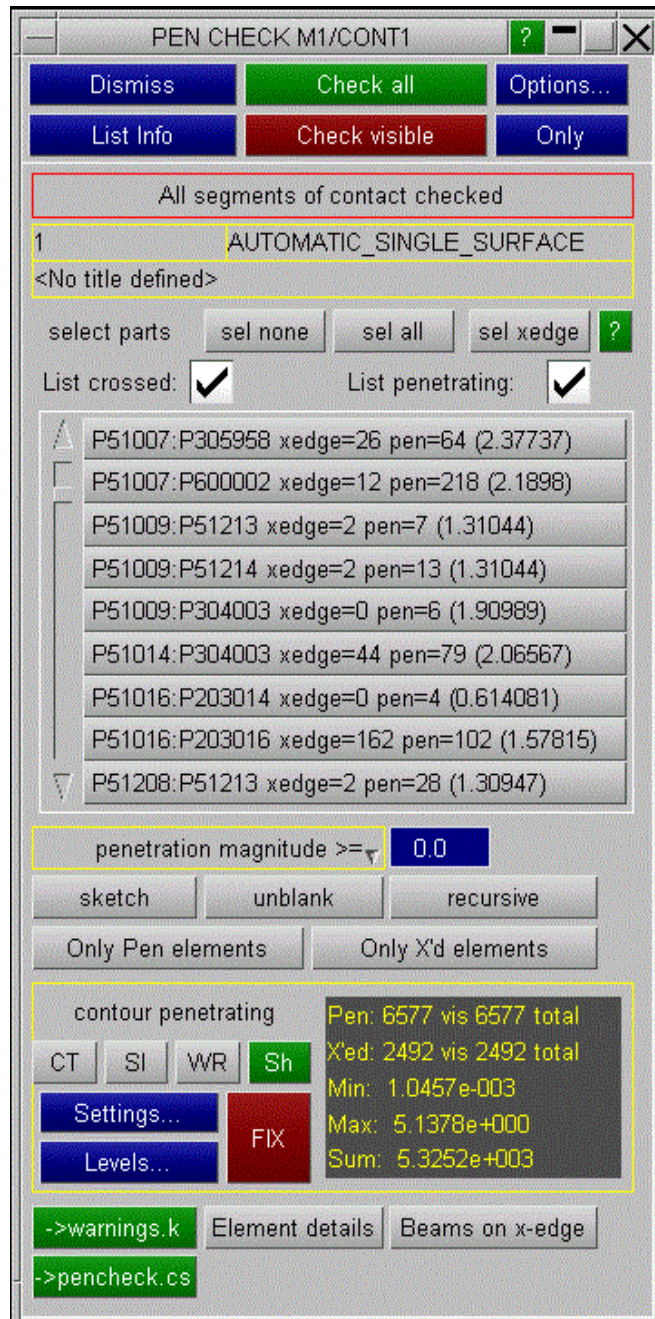 PEN CHECK M1/CONT1 ?
Dismiss Check all Options...
List Info Check visible Only
All segments of contact checked
1 AUTOMATIC_SINGLE_SURFACE
<No title defined>
select parts sel none sel all sel xedge ?
List crossed: List penetrating:
P51007:P305958 xedge=26 pen=64 (2.37737)
P51007:P600002 xedge=12 pen=218 (2.1898)
P51009:P51213 xedge=2 pen=7 (1.31044)
P51009:P51214 xedge=2 pen=13 (1.31044)
P51009:P304003 xedge=0 pen=6 (1.90989)
P51014:P304003 xedge=44 pen=79 (2.06567)
P51016:P203014 xedge=0 pen=4 (0.614081)
P51016:P203016 xedge=162 pen=102 (1.57815)
P51208:P51213 xedge=2 pen=28 (1.30947)
penetration magnitude >= 0.0
sketch unblank recursive
Only Pen elements Only X'd elements
contour penetrating
CT SI WR Sh
Settings... FIX
Levels...
Pen: 6577 vis 6577 total
X'ed: 2492 vis 2492 total
Min: 1.0457e-003
Max: 5.1378e+000
Sum: 5.3252e+003
->warnings.k Element details Beams on x-edge
->pencheck.cs